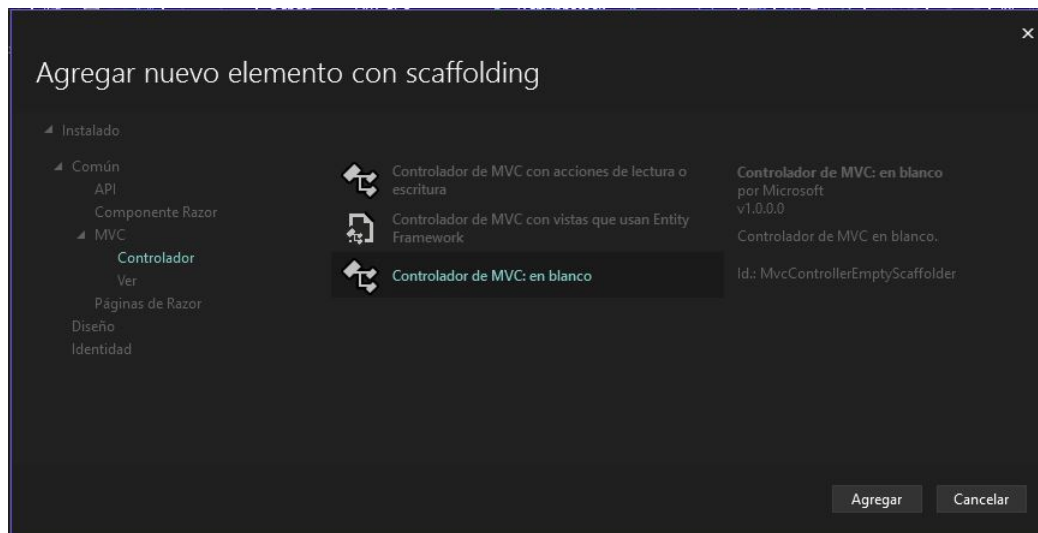 Agregar nuevo elemento con scaffolding
Instalado
Común
API
Componente Razor
MVC
Controlador
Ver
Páginas de Razor
Diseño
Identidad
Controlador de MVC con acciones de lectura o
escritura
Controlador de MVC con vistas que usan Entity
Framework
Controlador de MVC: en blanco
Controlador de MVC: en blanco
por Microsoft
v1.0.0.0
Controlador de MVC en blanco.
Id.: MvcControllerEmptyScaffolder
Agregar
Cancelar